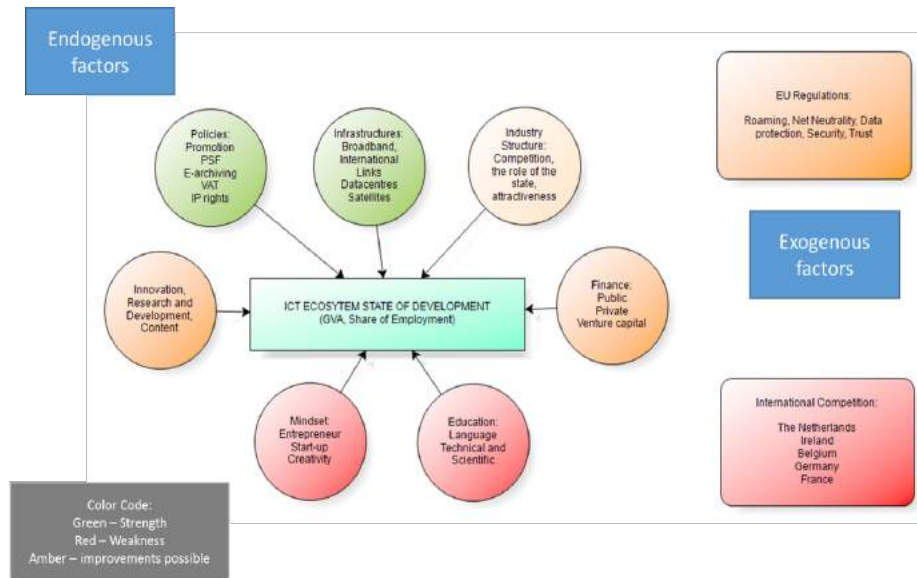 Endogenous
factors
Policies:
Promotion
PSF
E-archiving
VAT
IP rights
Infrastructures:
Broadband,
International
Links
Datacentres
Satellites
Industry
Structure:
Competition,
the role of the
state,
attractiveness
EU Regulations:
Roaming, Net Neutrality, Data
protection, Security, Trust
Exogenous
factors
Innovation,
Research and
Development,
Content
ICT ECOSYTEM STATE OF DEVELOPMENT
(GVA, Share of Employment)
Finance:
Public
Private
Venture capital
Mindset:
Entrepreneur
Start-up
Creativity
Education:
Language
Technical and
Scientific
International Competition:
The Netherlands
Ireland
Belgium
Germany
France
Color Code:
Green – Strength
Red – Weakness
Amber – improvements possible